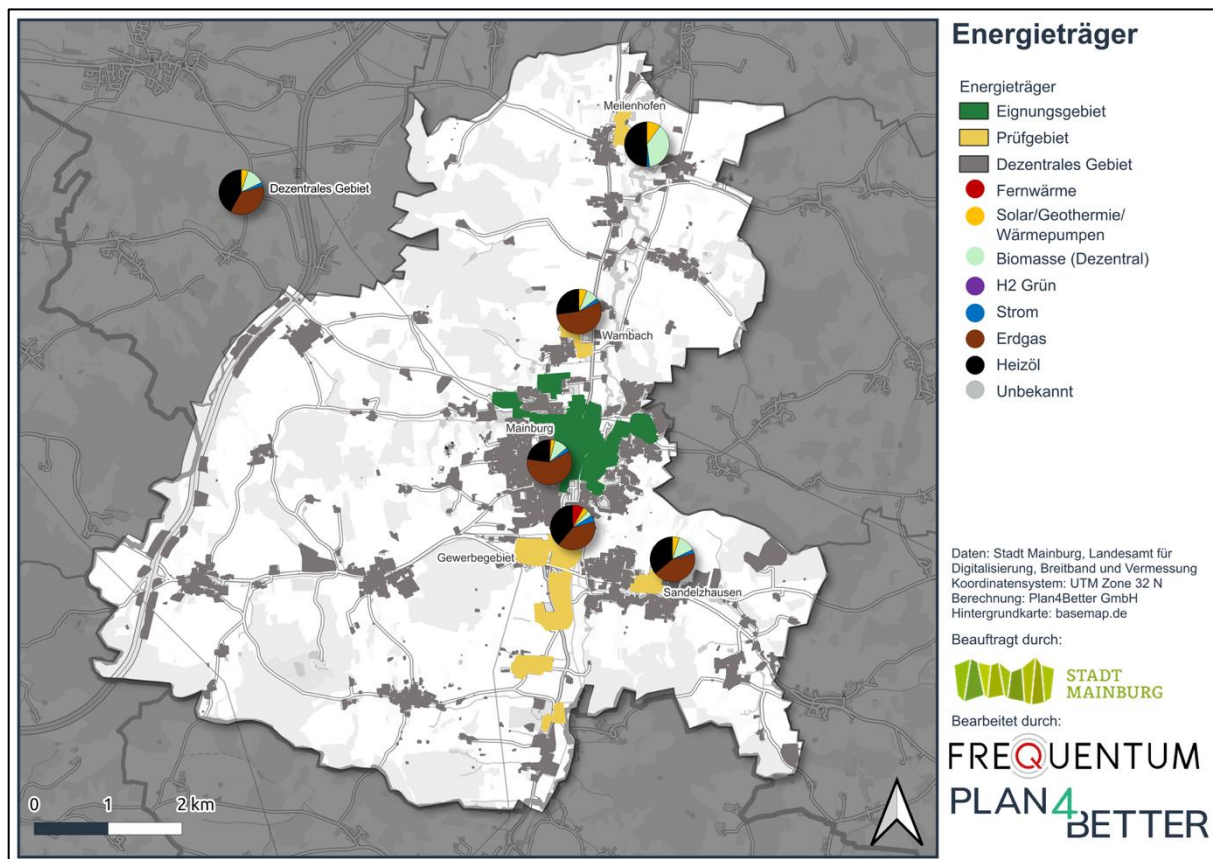 Energieträger
Energieträger
Eignungsgebiet
Prüfgebiet
Dezentrales Gebiet
Fernwärme
Solar/Geothermie/
Wärmepumpen
Biomasse (Dezentral)
H2 Grün
Strom
Erdgas
Heizöl
Unbekannt
Meilenhofen
Dezentrales Gebiet
Wambach
Mainburg
Gewerbegebiet
Sandelzhausen
0 1 2 km
Daten: Stadt Mainburg, Landesamt für
Digitalisierung, Breitband und Vermessung
Koordinatensystem: UTM Zone 32 N
Berechnung: Plan4Better GmbH
Hintergrundkarte: basemap.de
Beauftragt durch:
STADT
MAINBURG
Bearbeitet durch:
FREQUENTUM
PLAN4
BETTER